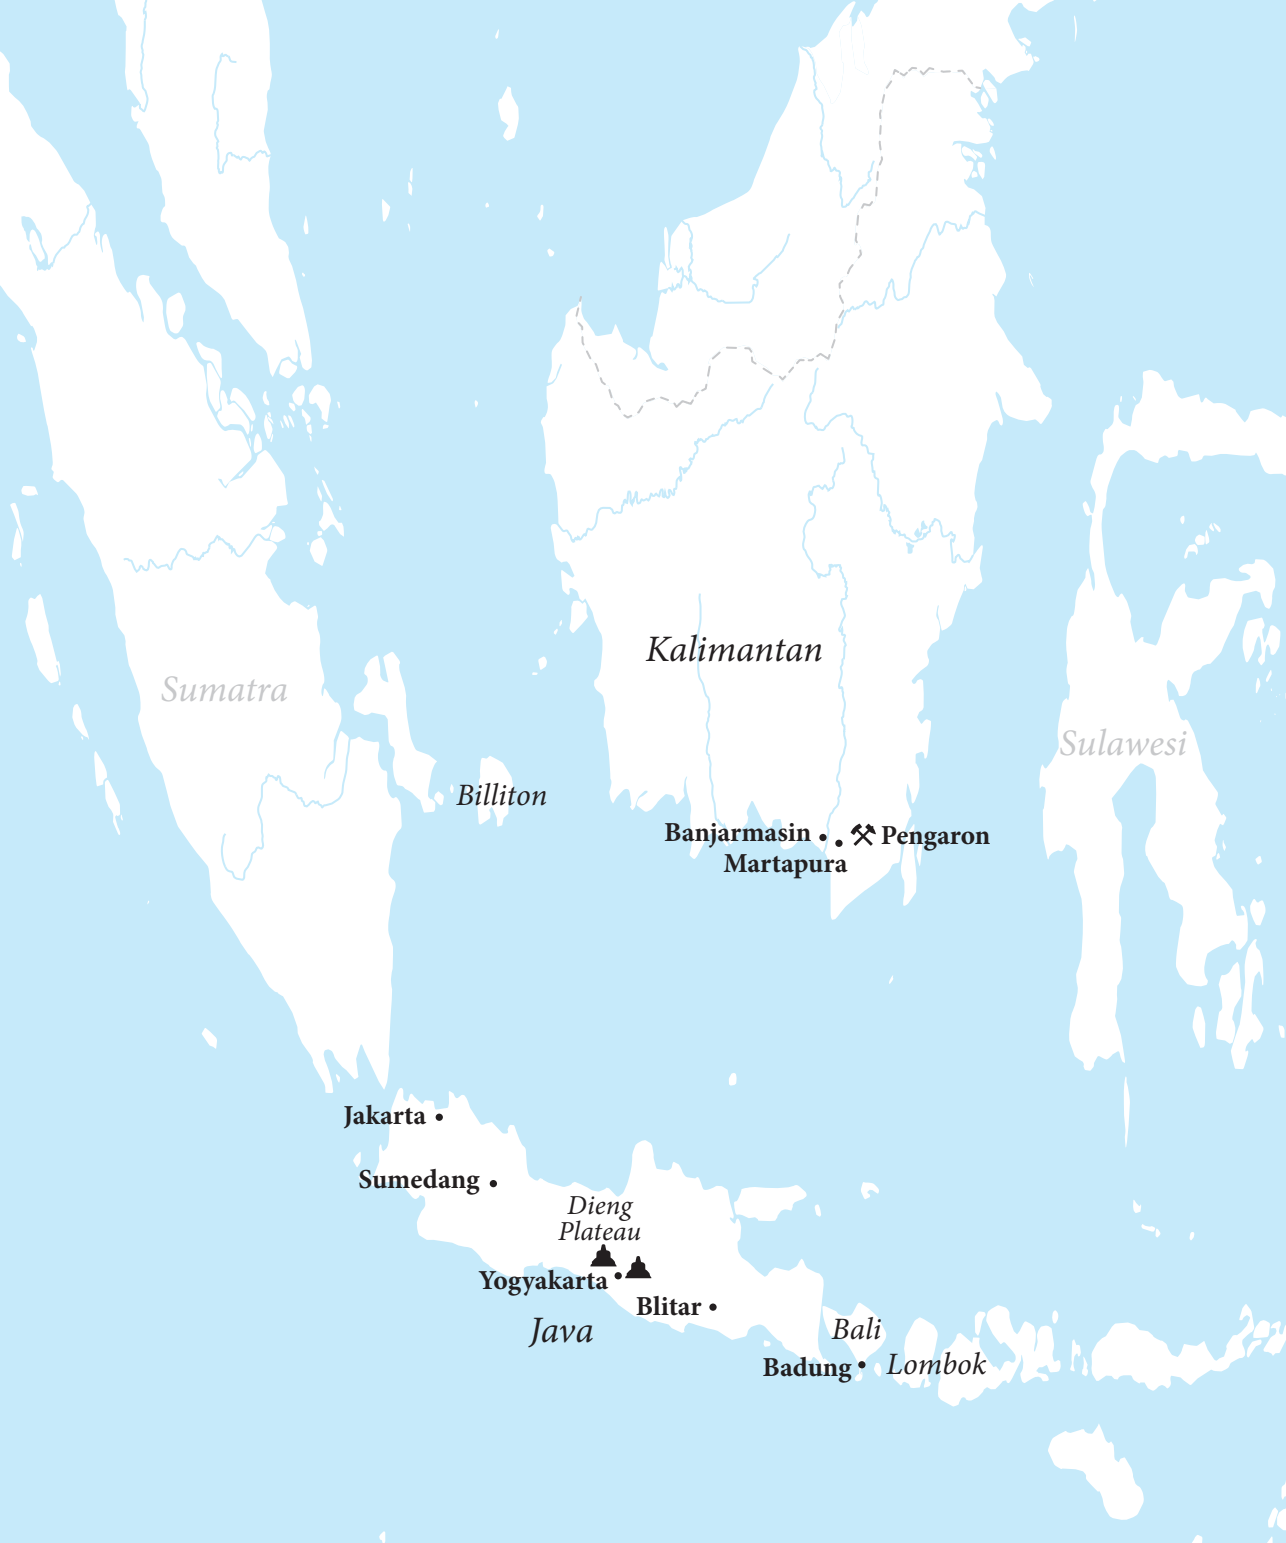 Kalimantan
Sumatra
Sulawesi
Billiton
Banjarmasin
Pengaron
Martapura
Jakarta
Sumedang
Dieng
Plateau
Yogyakarta
Blitar
Java
Bali
Badung
Lombok